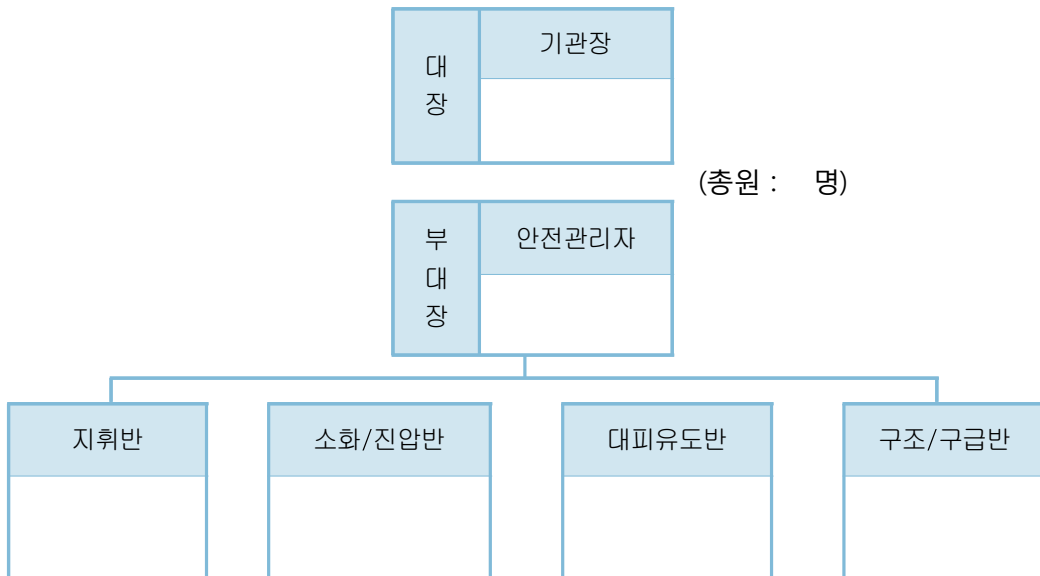 대장
기관장
(총원 : 명)
부대장
안전관리자
지휘반
소화/진압반
대피유도반
구조/구급반